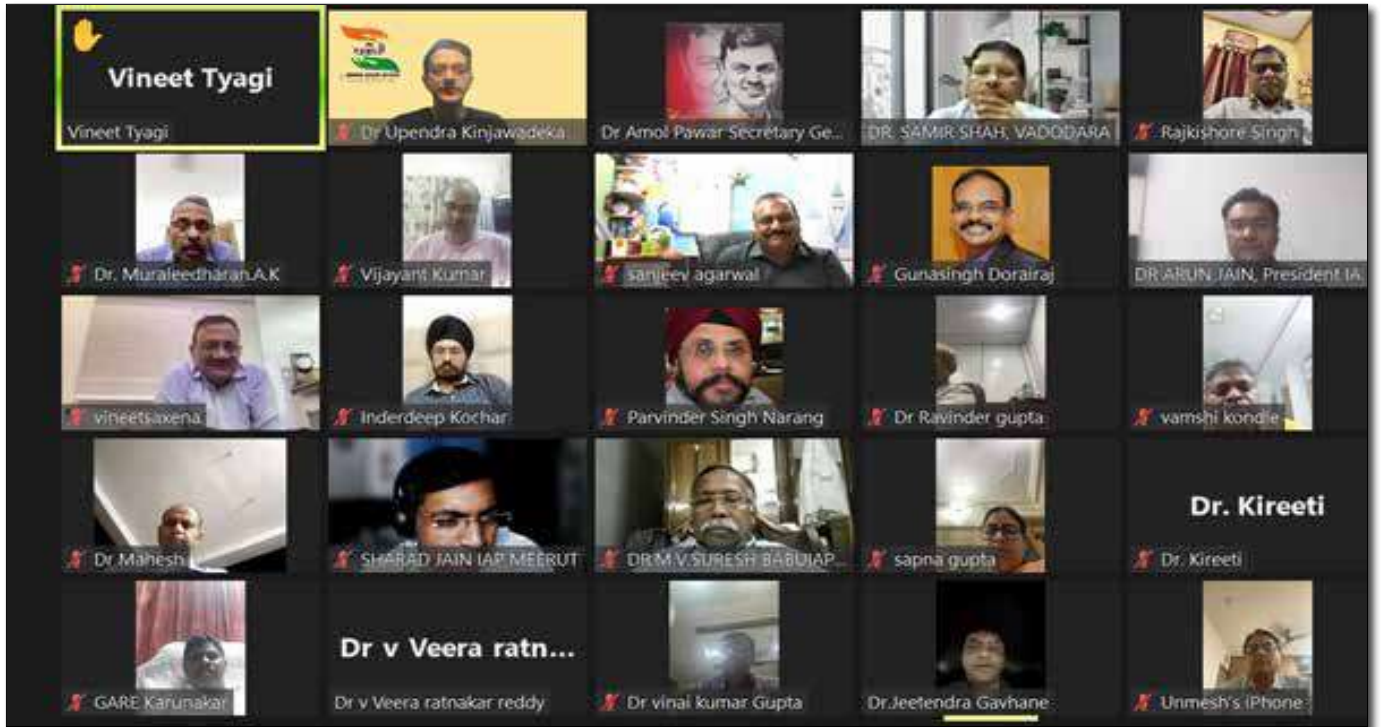 Vineet Tyagi
Vineet Tyagi
Dr Upendra Kinjawadeka
Dr Amol Pawar Secretary Ge...
DR. SAMIR SHAH, VADODARA
Rajkishore Singh
Dr. Muraleedharan.A.K
Vijayant Kumar
sanjeev agarwal
Gunasingh Dorairaj
DR ARUN JAIN, President IA
vineetsaxena
Inderdeep Kochar
Parvinder Singh Narang
Dr Ravinder gupta
vamshi kondle
Dr Mahesh
SHARAD JAIN IAP MEERUT
DR.M.V.SURESH BABUIAP...
sapna gupta
Dr. Kireeti
Dr. Kireeti
GARE Karunakar
Dr v Veera ratn...
Dr v Veera ratnakar reddy
Dr vinai kumar Gupta
Dr.Jeetendra Gavhane
Unmesh's iPhone